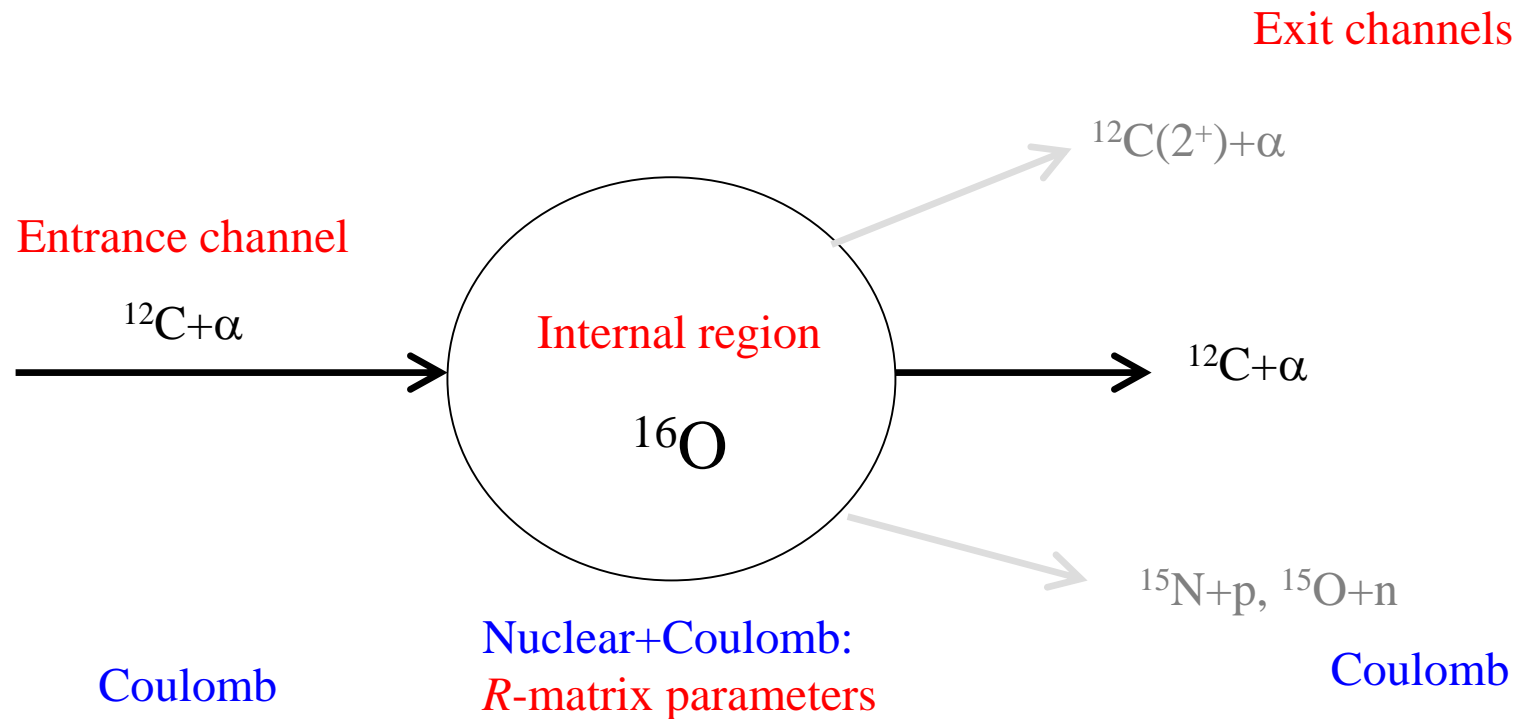 Exit channels
¹²C(2⁺)+α
Entrance channel
¹²C+α
Internal region
¹²C+α
¹⁶O
¹⁵N+p, ¹⁵O+n
Nuclear+Coulomb:
R-matrix parameters
Coulomb
Coulomb